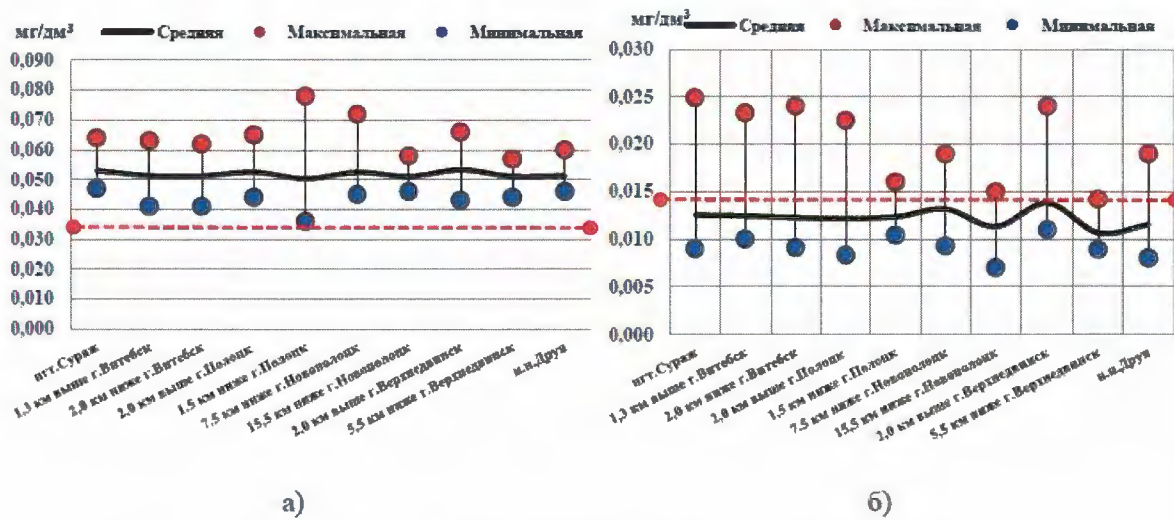 мг/дм³ Средняя Максимальная Минимальная
0,090
0,080
0,070
0,060
0,050
0,040
0,030
0,020
0,010
0,000
пгт.Сураж
1,3 км выше г.Витебск
2,0 км ниже г.Витебск
2,0 км выше г.Полоцк
1,5 км ниже г.Полоцк
7,5 км ниже г.Новополоцк
15,5 км ниже г.Новополоцк
2,0 км выше г.Верхнедвинск
5,5 км ниже г.Верхнедвинск
н.п.Друя
а)
мг/дм³ Средняя Максимальная Минимальная
0,030
0,025
0,020
0,015
0,010
0,005
0,000
пгт.Сураж
1,3 км выше г.Витебск
2,0 км ниже г.Витебск
2,0 км выше г.Полоцк
1,5 км ниже г.Полоцк
7,5 км ниже г.Новополоцк
15,5 км ниже г.Новополоцк
2,0 км выше г.Верхнедвинск
5,5 км ниже г.Верхнедвинск
н.п.Друя
б)